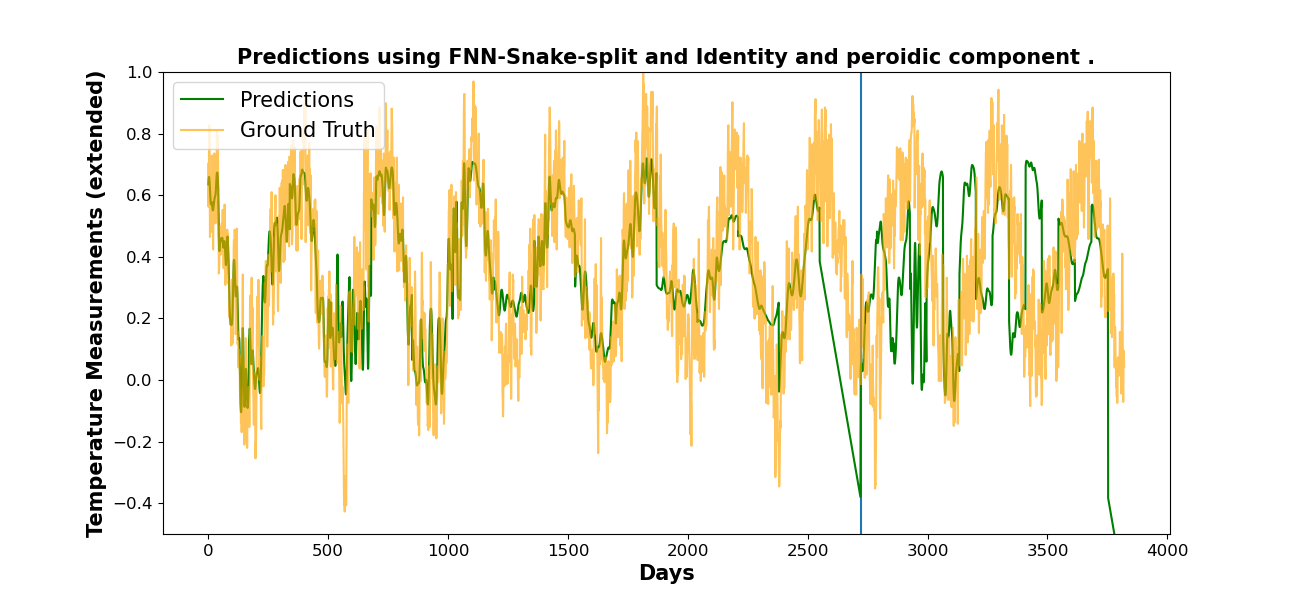 Predictions using FNN-Snake-split and Identity and peroidic component .
Temperature Measurements (extended)
1.0
0.8
0.6
0.4
0.2
0.0
−0.2
−0.4
Predictions
Ground Truth
0 500 1000 1500 2000 2500 3000 3500 4000
Days